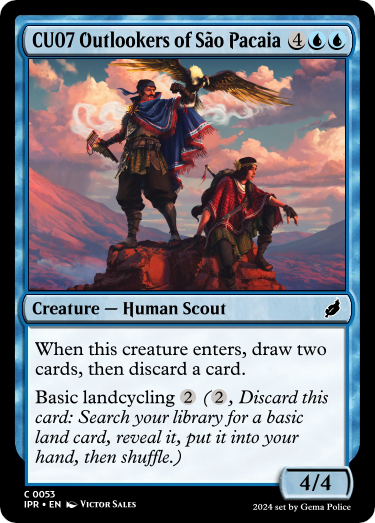 CU07 Outlookers of São Pacaia 4
Creature — Human Scout
When this creature enters, draw two
cards, then discard a card.
Basic landcycling 2 (2, Discard this
card: Search your library for a basic
land card, reveal it, put it into your
hand, then shuffle.)
4/4
C 0053
IPR • EN Victor Sales
2024 set by Gema Police